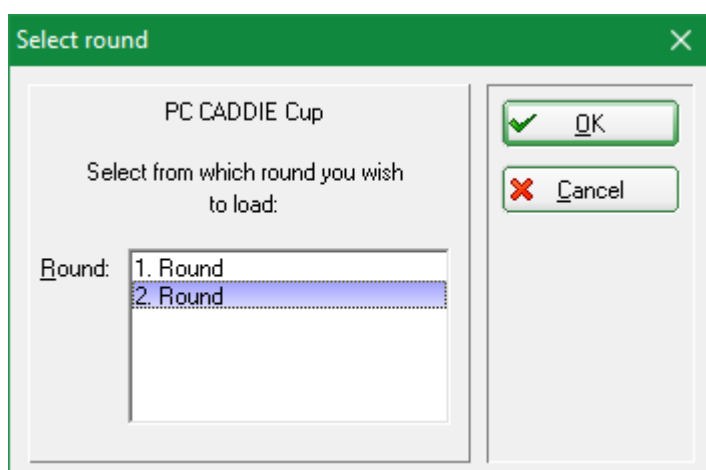 Select round
PC CADDIE Cup
Select from which round you wish
to load:
Round:
1. Round
2. Round
OK
Cancel